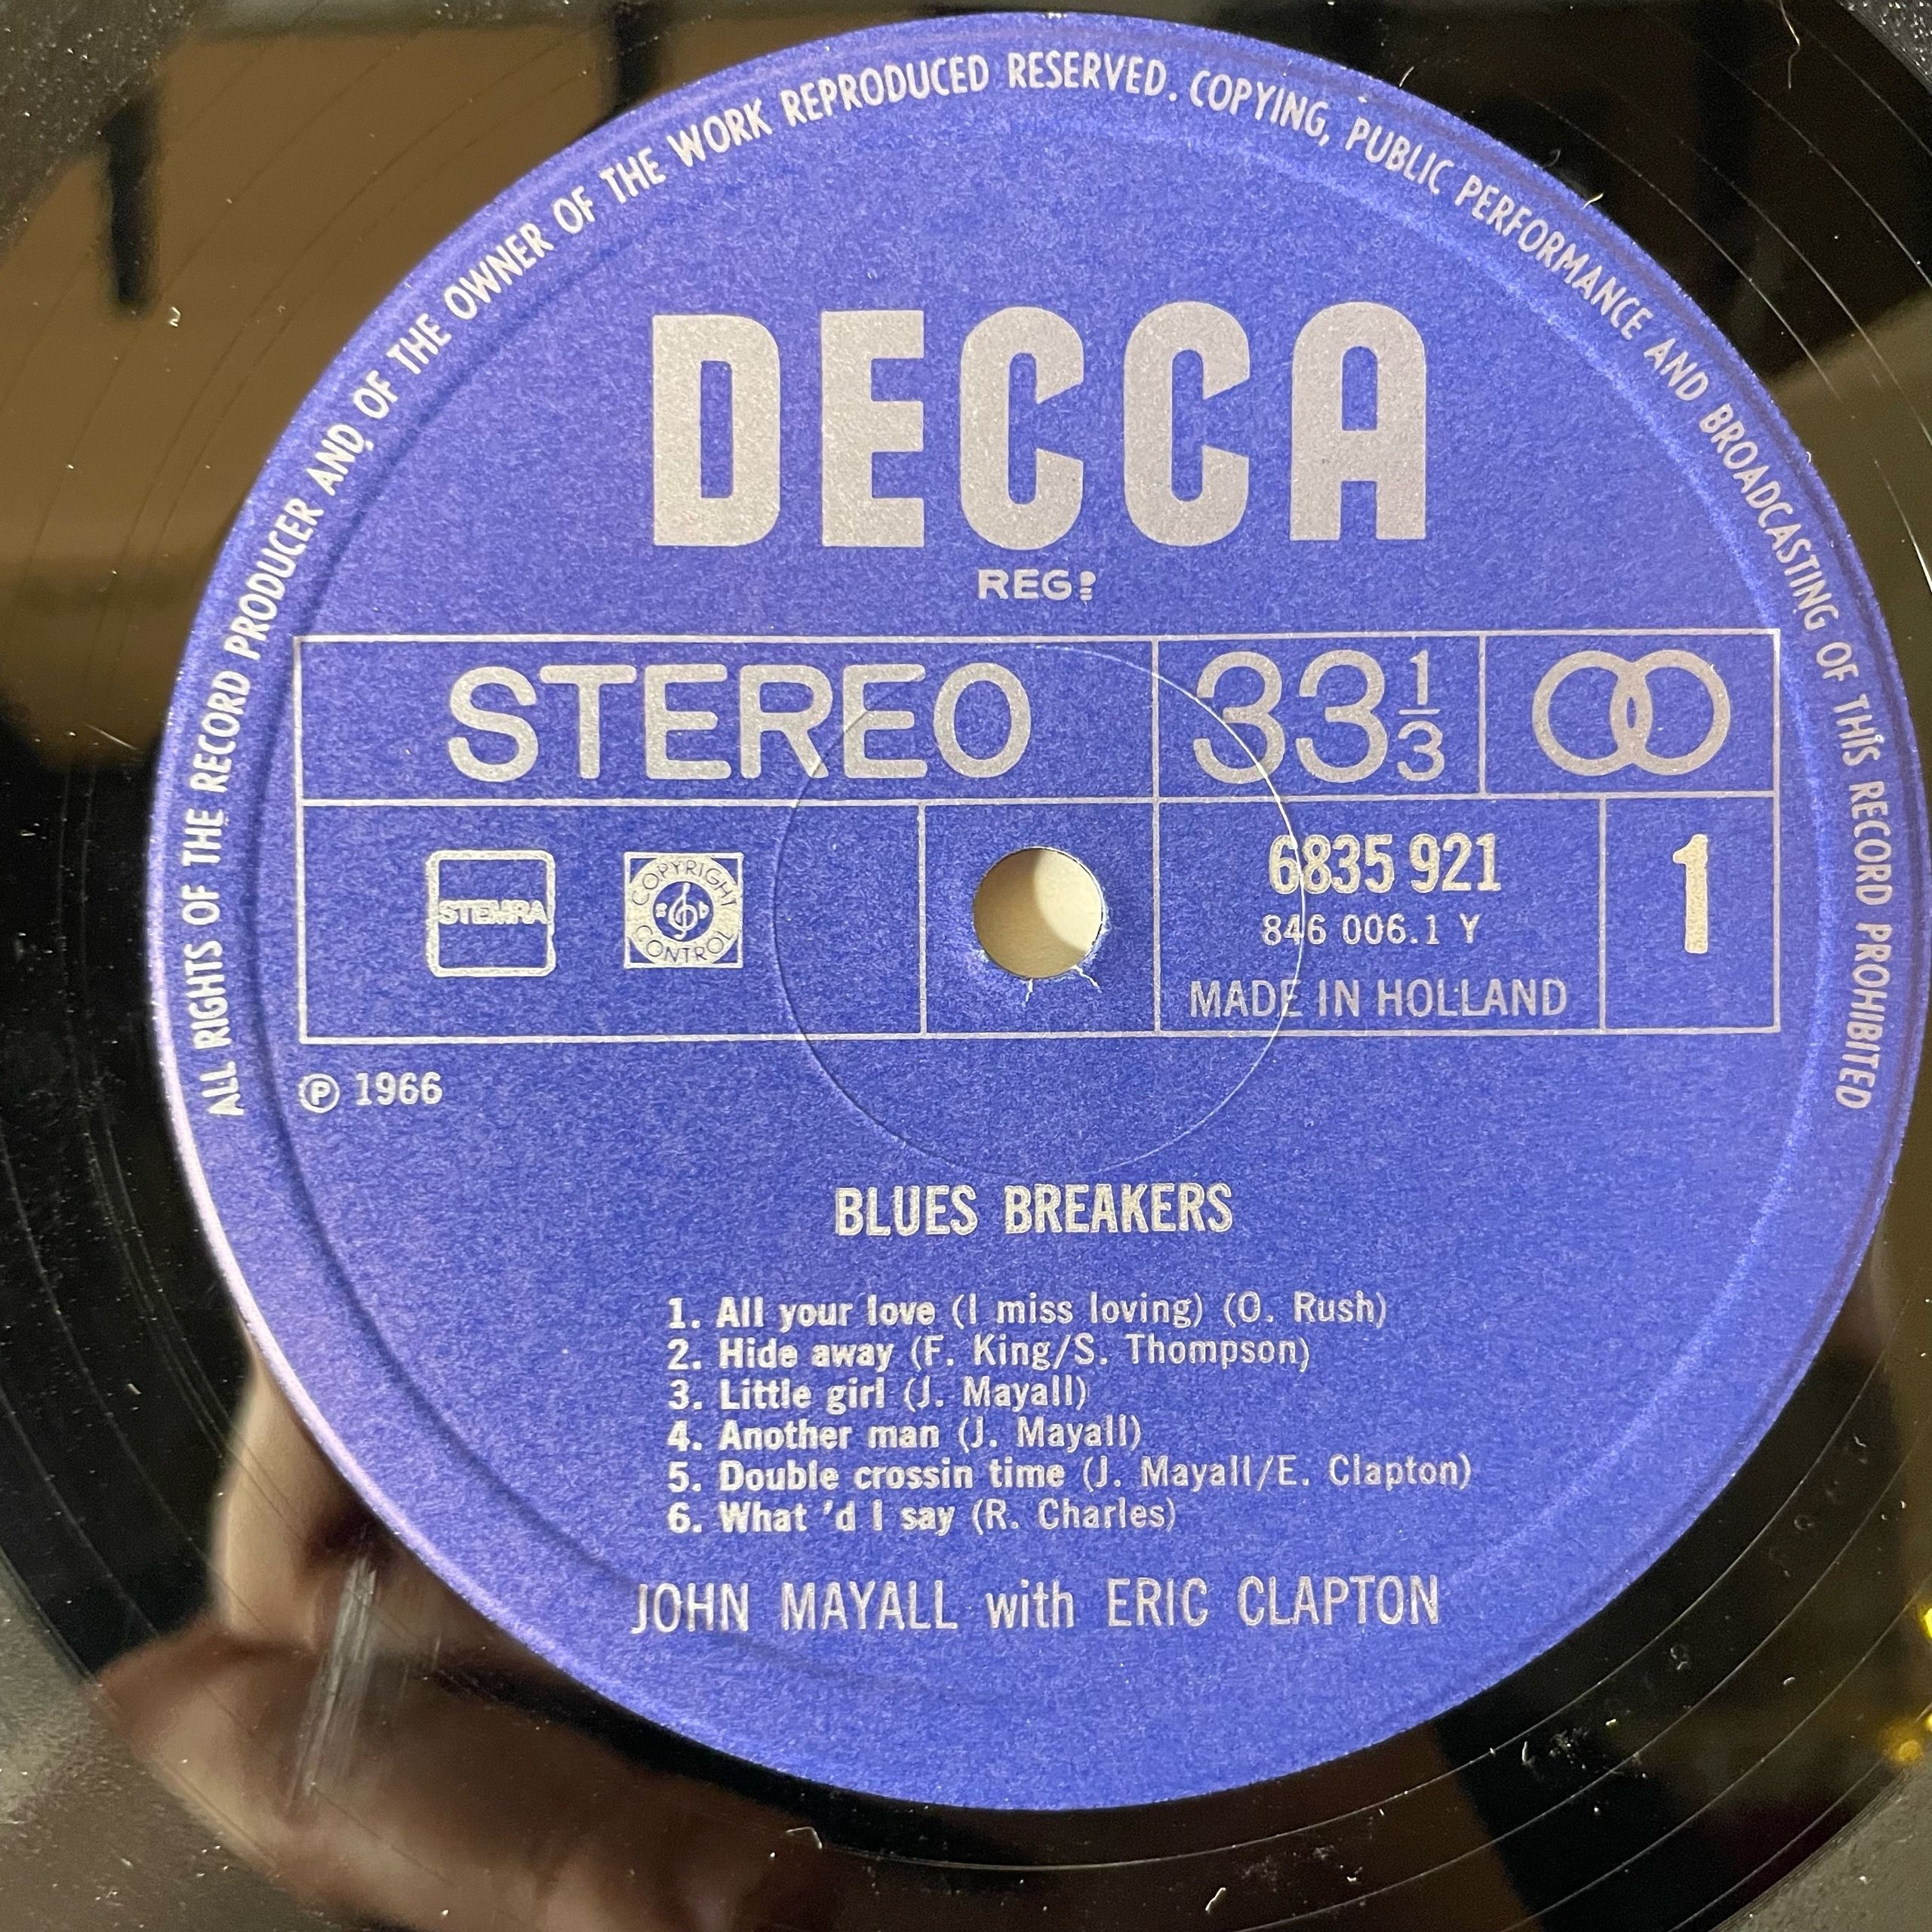 ALL RIGHTS OF THE RECORD PRODUCER AND OF THE OWNER OF THE WORK REPRODUCED RESERVED. COPYING, PUBLIC PERFORMANCE AND BROADCASTING OF THIS RECORD PROHIBITED
DECCA
REGD
STEREO 33 1/3
STEMRA
COPYRIGHT CONTROL
6835 921
846 006.1 Y
MADE IN HOLLAND
1
℗ 1966
BLUES BREAKERS
1. All your love (I miss loving) (O. Rush)
2. Hide away (F. King/S. Thompson)
3. Little girl (J. Mayall)
4. Another man (J. Mayall)
5. Double crossin time (J. Mayall/E. Clapton)
6. What 'd I say (R. Charles)
JOHN MAYALL with ERIC CLAPTON